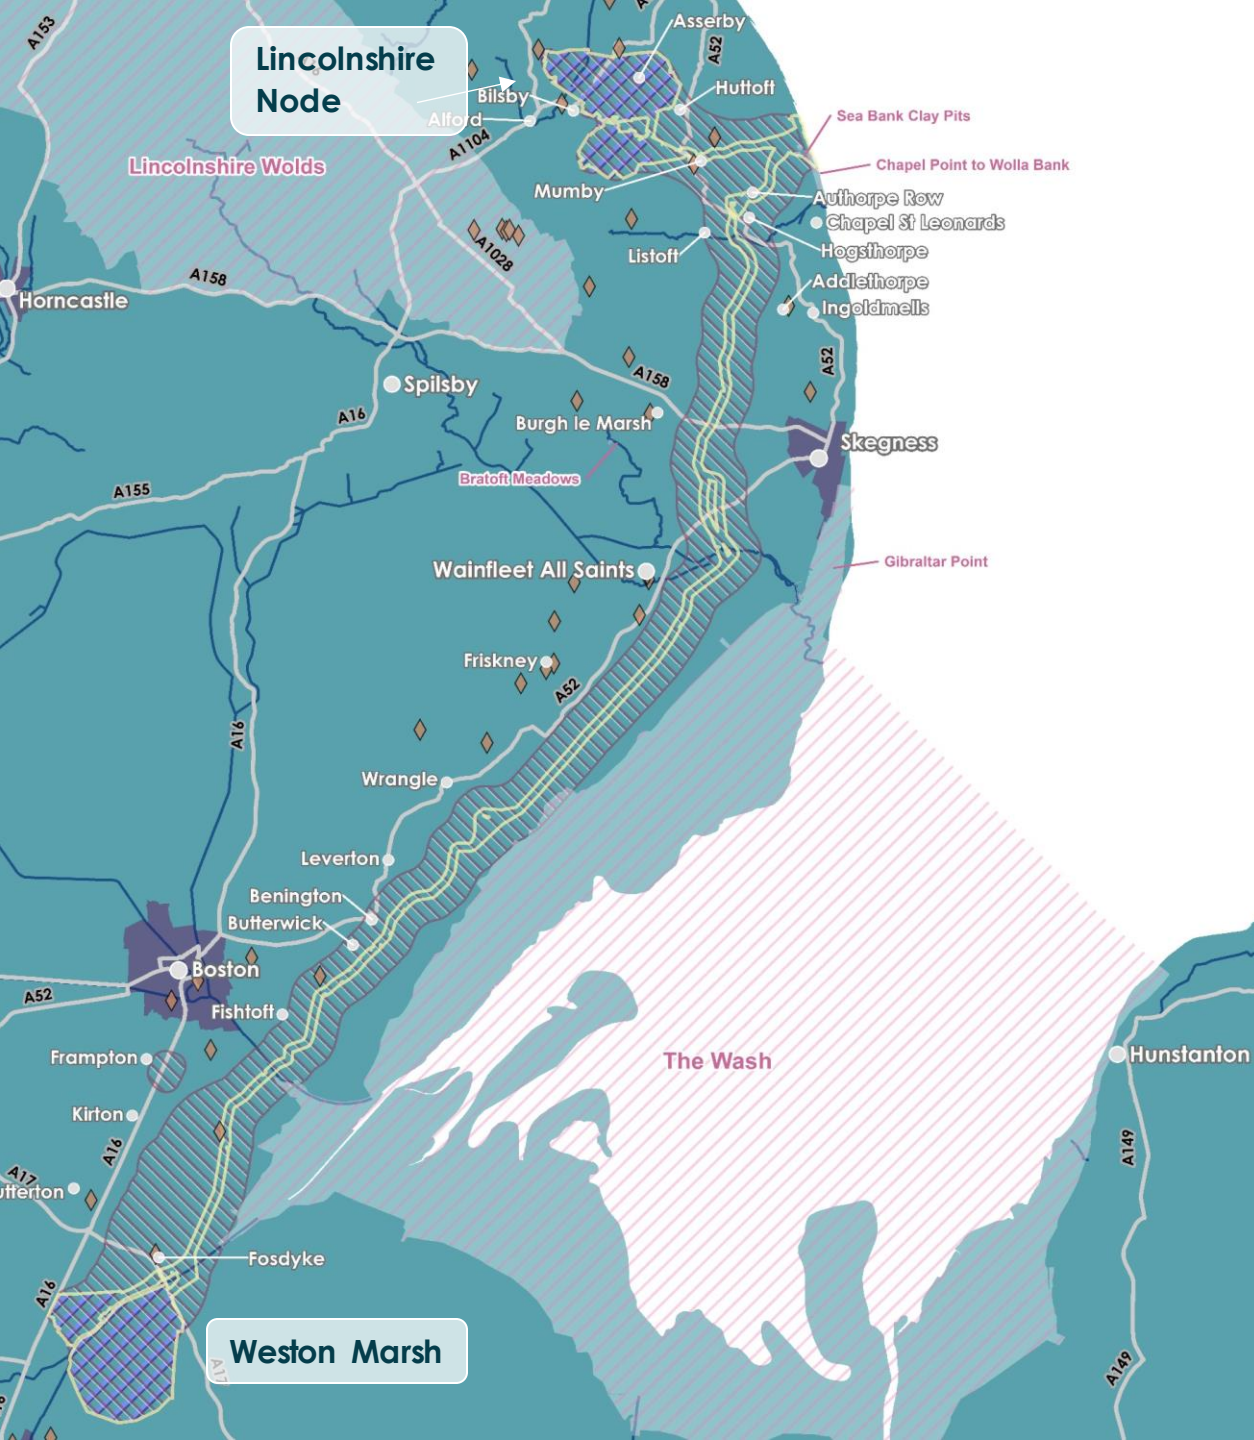 A153
Asserby
A52
Lincolnshire
Node
Bilsby
Huttoft
Alford
Sea Bank Clay Pits
A1104
Lincolnshire Wolds
Chapel Point to Wolla Bank
Mumby
Authorpe Row
Chapel St Leonards
A1028
Listoft
Hogsthorpe
A158
Addlethorpe
Horncastle
Ingoldmells
A52
A158
Spilsby
A16
Burgh le Marsh
Skegness
Bratoft Meadows
A155
Gibraltar Point
Wainfleet All Saints
Friskney
A52
A16
Wrangle
Leverton
Benington
Butterwick
Boston
A52
Fishtoft
Frampton
The Wash
Hunstanton
Kirton
A16
A149
A17
utterton
Fosdyke
A16
Weston Marsh
A17
A149